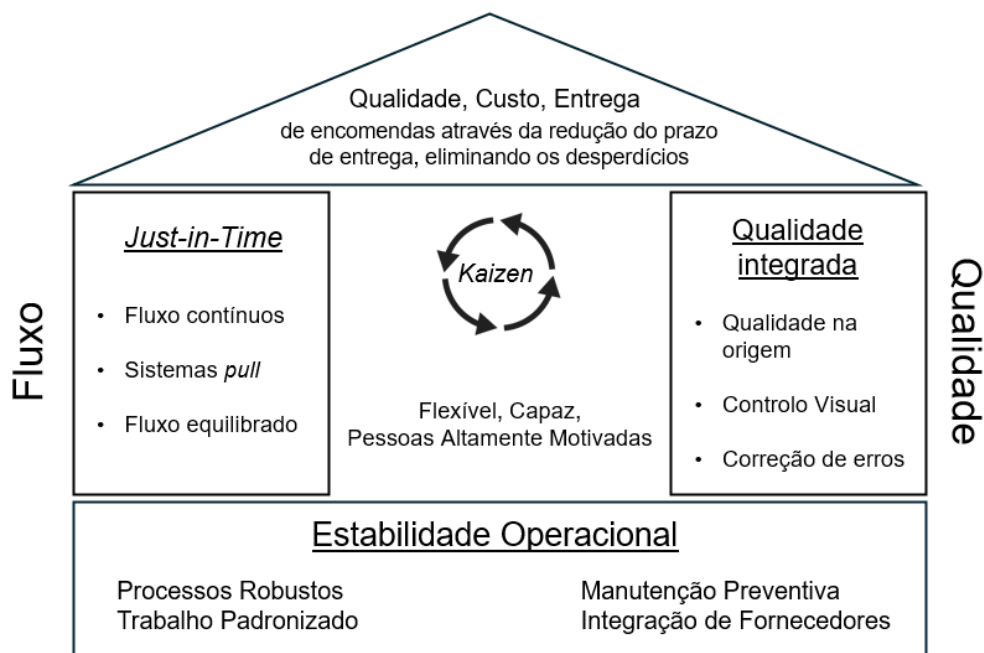 Qualidade, Custo, Entrega
de encomendas através da redução do prazo
de entrega, eliminando os desperdícios
Fluxo
Just-in-Time
• Fluxo contínuos
• Sistemas pull
• Fluxo equilibrado
Kaizen
Flexível, Capaz,
Pessoas Altamente Motivadas
Qualidade
integrada
• Qualidade na
origem
• Controlo Visual
• Correção de erros
Qualidade
Estabilidade Operacional
Processos Robustos
Trabalho Padronizado
Manutenção Preventiva
Integração de Fornecedores